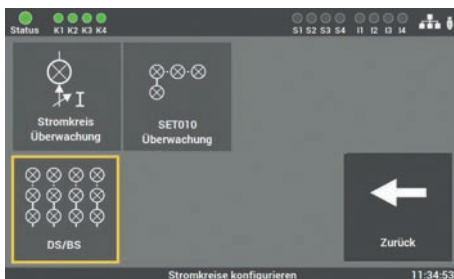 Status K1 K2 K3 K4 S1 S2 S3 S4 I1 I2 I3 I4
I
Stromkreis
Überwachung
SET010
Überwachung
DS/BS
Zurück
Stromkreise konfigurieren 11:34:53